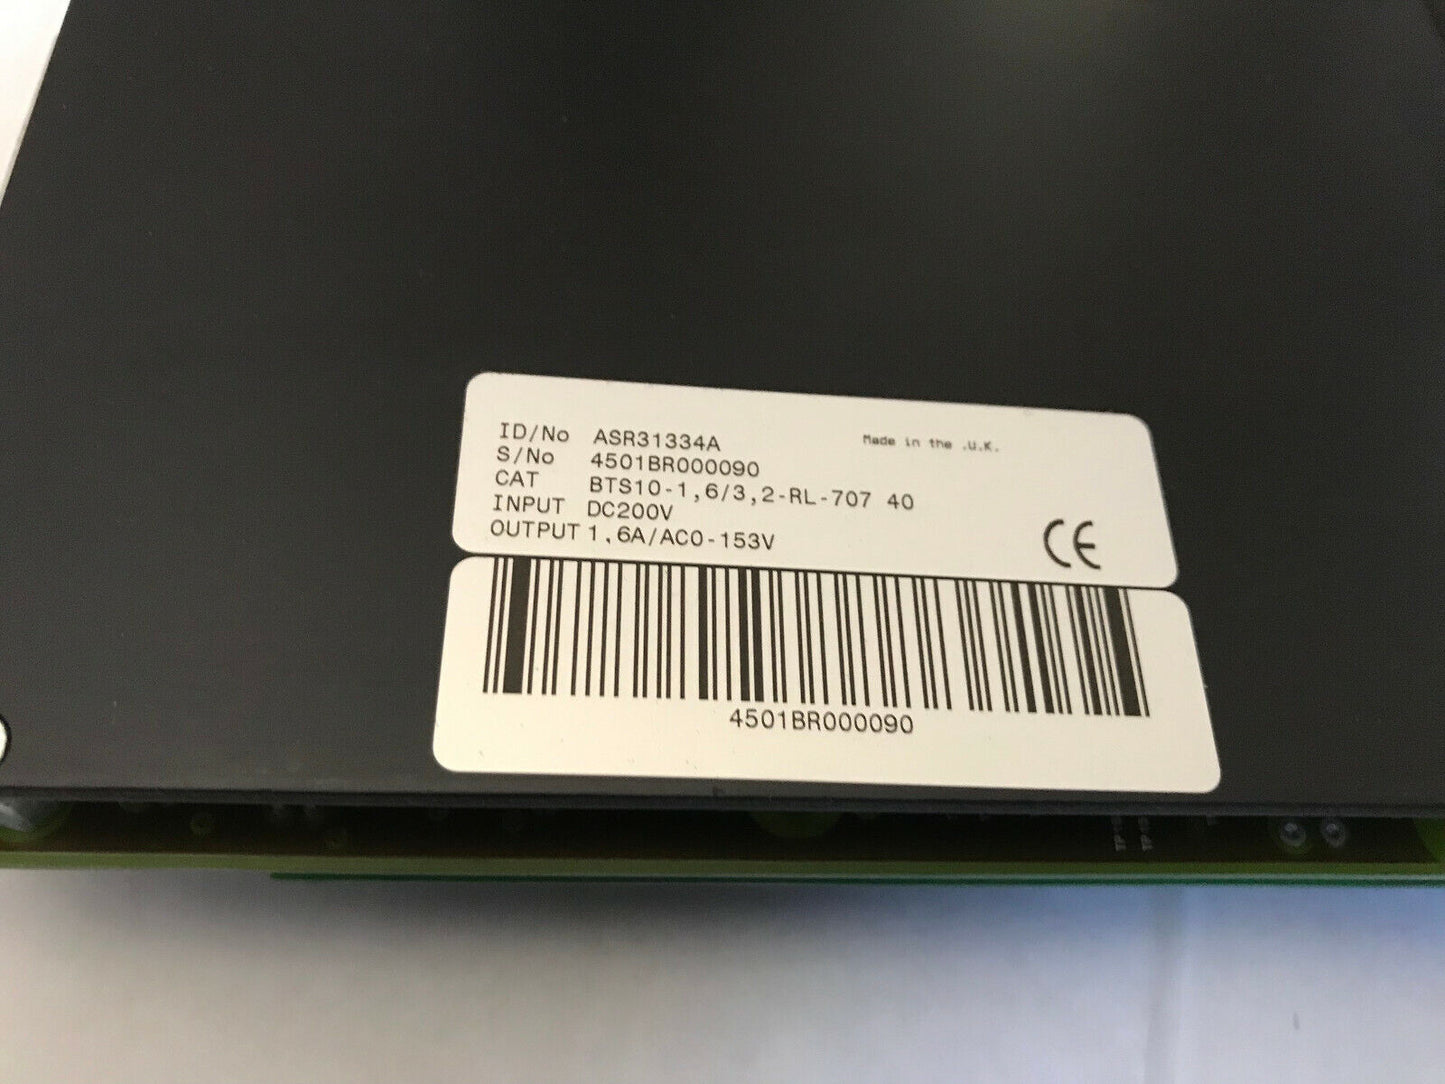 ID/No ASR31334A Made in the .U.K.
S/No 4501BR000090
CAT BTS10-1,6/3,2-RL-707 40
INPUT DC200V
OUTPUT 1.6A/AC0-153V
CE
4501BR000090